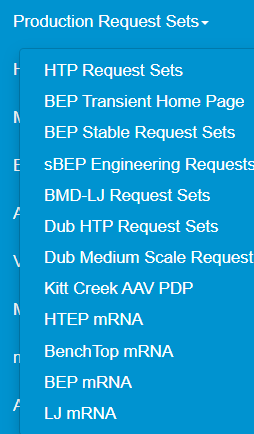 Production Request Sets
HTP Request Sets
BEP Transient Home Page
BEP Stable Request Sets
sBEP Engineering Requests
BMD-LJ Request Sets
Dub HTP Request Sets
Dub Medium Scale Request
Kitt Creek AAV PDP
HTEP mRNA
BenchTop mRNA
BEP mRNA
LJ mRNA